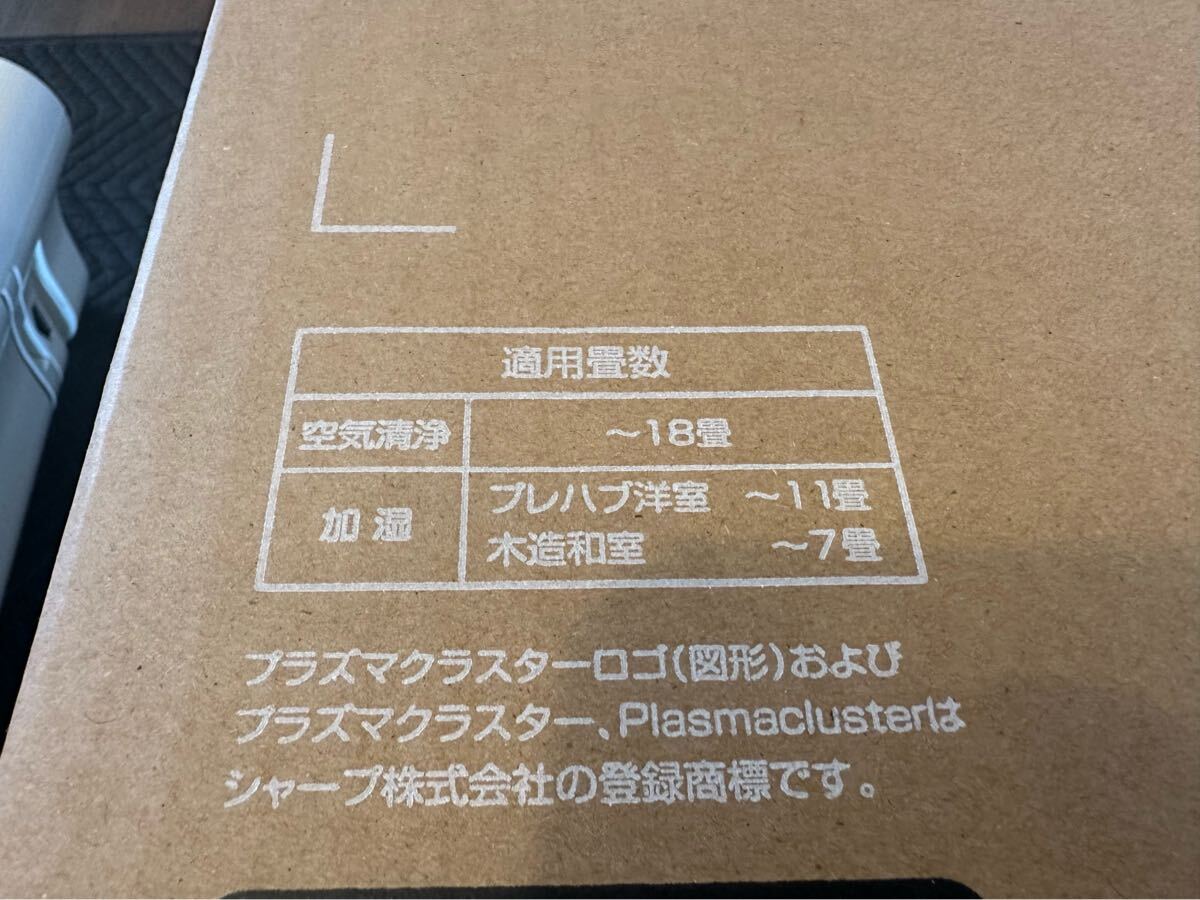 適用畳数
空気清浄 ～18畳
加湿 プレハブ洋室 ～11畳
木造和室 ～7畳
プラズマクラスターロゴ(図形)および
プラズマクラスター、Plasmaclusterは
シャープ株式会社の登録商標です。